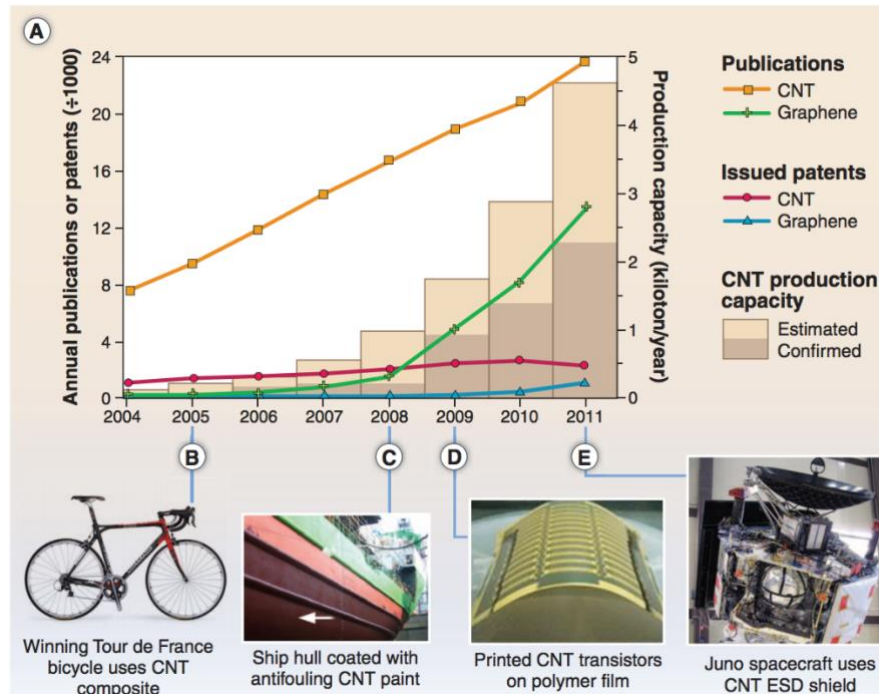 A
Annual publications or patents (÷1000)
24
20
16
12
8
4
0
5
4
3
2
1
0
Production capacity (kiloton/year)
2004 2005 2006 2007 2008 2009 2010 2011
Publications
CNT
Graphene
Issued patents
CNT
Graphene
CNT production
capacity
Estimated
Confirmed
B
C
D
E
Winning Tour de France
bicycle uses CNT
composite
Ship hull coated with
antifouling CNT paint
Printed CNT transistors
on polymer film
Juno spacecraft uses
CNT ESD shield